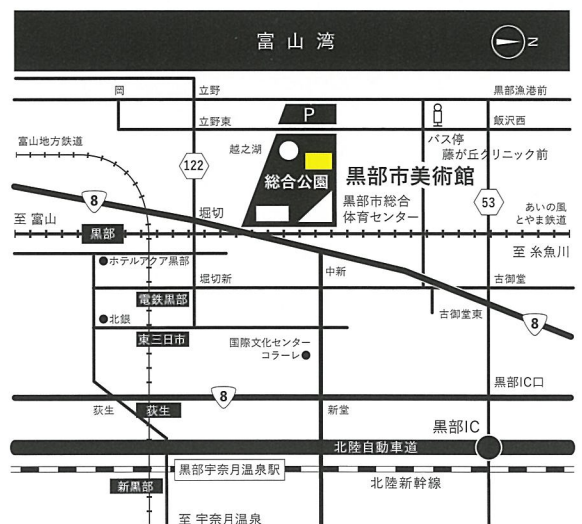 富山湾
N
岡
立野
黒部漁港前
P
立野東
飯沢西
バス停
藤が丘クリニック前
富山地方鉄道
越之湖
122
総合公園
黒部市美術館
黒部市総合
体育センター
53
あいの風
とやま鉄道
8
至 富山
堀切
黒部
至 糸魚川
ホテルアクア黒部
中新
堀切新
古御堂
電鉄黒部
古御堂東
北銀
8
東三日市
国際文化センター
コラーレ
黒部IC口
8
荻生
荻生
新堂
黒部IC
北陸自動車道
黒部宇奈月温泉駅
新黒部
北陸新幹線
至 宇奈月温泉